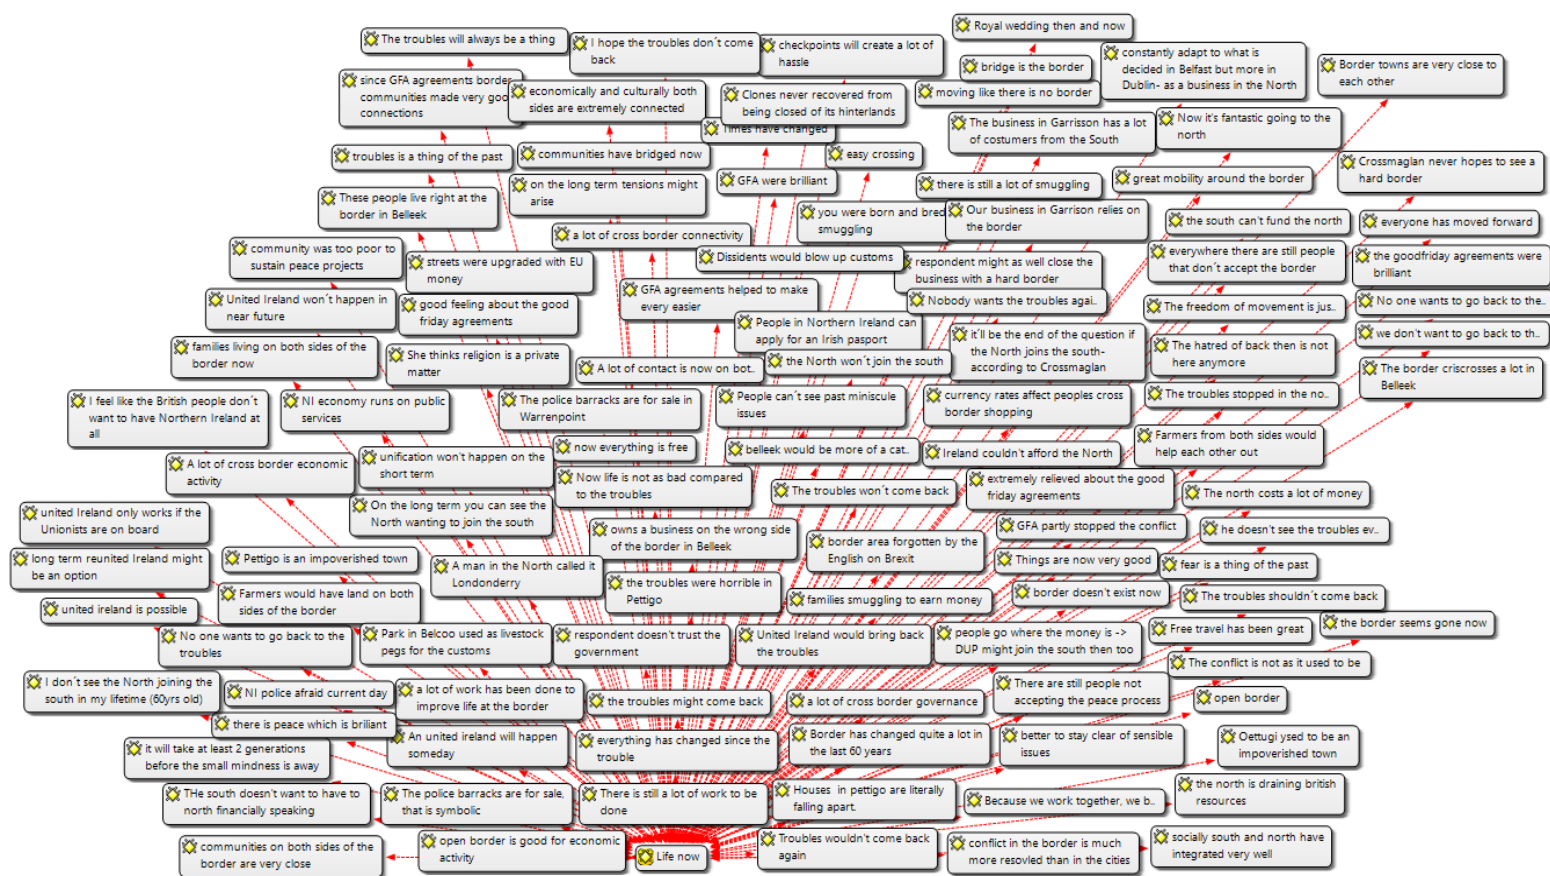 Royal wedding then and now
The troubles will always be a thing
I hope the troubles don´t come
back
checkpoints will create a lot of
hassle
constantly adapt to what is
decided in Belfast but more in
Dublin- as a business in the North
bridge is the border
Border towns are very close to
each other
since GFA agreements border
communities made very goo
connections
economically and culturally both
sides are extremely connected
Clones never recovered from
being closed of its hinterlands
moving like there is no border
Times have changed
The business in Garrisson has a lot
of costumers from the South
Now it's fantastic going to the
north
troubles is a thing of the past
communities have bridged now
easy crossing
Crossmaglan never hopes to see a
hard border
These people live right at the
border in Belleek
on the long term tensions might
arise
GFA were brilliant
there is still a lot of smuggling
great mobility around the border
you were born and bred
smuggling
Our business in Garrison relies on
the border
the south can't fund the north
everyone has moved forward
a lot of cross border connectivity
community was too poor to
sustain peace projects
streets were upgraded with EU
money
Dissidents would blow up customs
respondent might as well close the
business with a hard border
everywhere there are still people
that don´t accept the border
the goodfriday agreements were
brilliant
United Ireland won´t happen in
near future
good feeling about the good
friday agreements
GFA agreements helped to make
every easier
Nobody wants the troubles agai..
The freedom of movement is jus..
No one wants to go back to the..
People in Northern Ireland can
apply for an Irish pasport
it´ll be the end of the question if
the North joins the south-
according to Crossmaglan
we don't want to go back to th..
families living on both sides of the
border now
She thinks religion is a private
matter
A lot of contact is now on bot..
the North won´t join the south
The hatred of back then is not
here anymore
The border criscrosses a lot in
Belleek
I feel like the British people don´t
want to have Northern Ireland at
all
NI economy runs on public
services
The police barracks are for sale in
Warrenpoint
People can´t see past miniscule
issues
currency rates affect peoples cross
border shopping
The troubles stopped in the no..
A lot of cross border economic
activity
unification won't happen on the
short term
now everything is free
belleek would be more of a cat..
Ireland couldn't afford the North
Farmers from both sides would
help each other out
Now life is not as bad compared
to the troubles
The troubles won´t come back
extremely relieved about the good
friday agreements
The north costs a lot of money
united Ireland only works if the
Unionists are on board
On the long term you can see the
North wanting to join the south
owns a business on the wrong side
of the border in Belleek
border area forgotten by the
English on Brexit
GFA partly stopped the conflict
he doesn't see the troubles ev..
long term reunited Ireland might
be an option
Pettigo is an impoverished town
A man in the North called it
Londonderry
the troubles were horrible in
Pettigo
Things are now very good
fear is a thing of the past
united ireland is possible
Farmers would have land on both
sides of the border
families smuggling to earn money
border doesn't exist now
The troubles shouldn´t come back
No one wants to go back to the
troubles
Park in Belcoo used as livestock
pegs for the customs
respondent doesn't trust the
government
United Ireland would bring back
the troubles
people go where the money is ->
DUP might join the south then too
Free travel has been great
the border seems gone now
I don´t see the North joining the
south in my lifetime (60yrs old)
NI police afraid current day
a lot of work has been done to
improve life at the border
the troubles might come back
a lot of cross border governance
There are still people not
accepting the peace process
The conflict is not as it used to be
open border
there is peace which is briliant
it will take at least 2 generations
before the small mindness is away
An united ireland will happen
someday
everything has changed since the
trouble
Border has changed quite a lot in
the last 60 years
better to stay clear of sensible
issues
Oettugi ysed to be an
impoverished town
THe south doesn't want to have to
north financially speaking
The police barracks are for sale,
that is symbolic
There is still a lot of work to be
done
Houses in pettigo are literally
falling apart.
Because we work together, we b..
the north is draining british
resources
communities on both sides of the
border are very close
open border is good for economic
activity
Life now
Troubles wouldn't come back
again
conflict in the border is much
more resovled than in the cities
socially south and north have
integrated very well